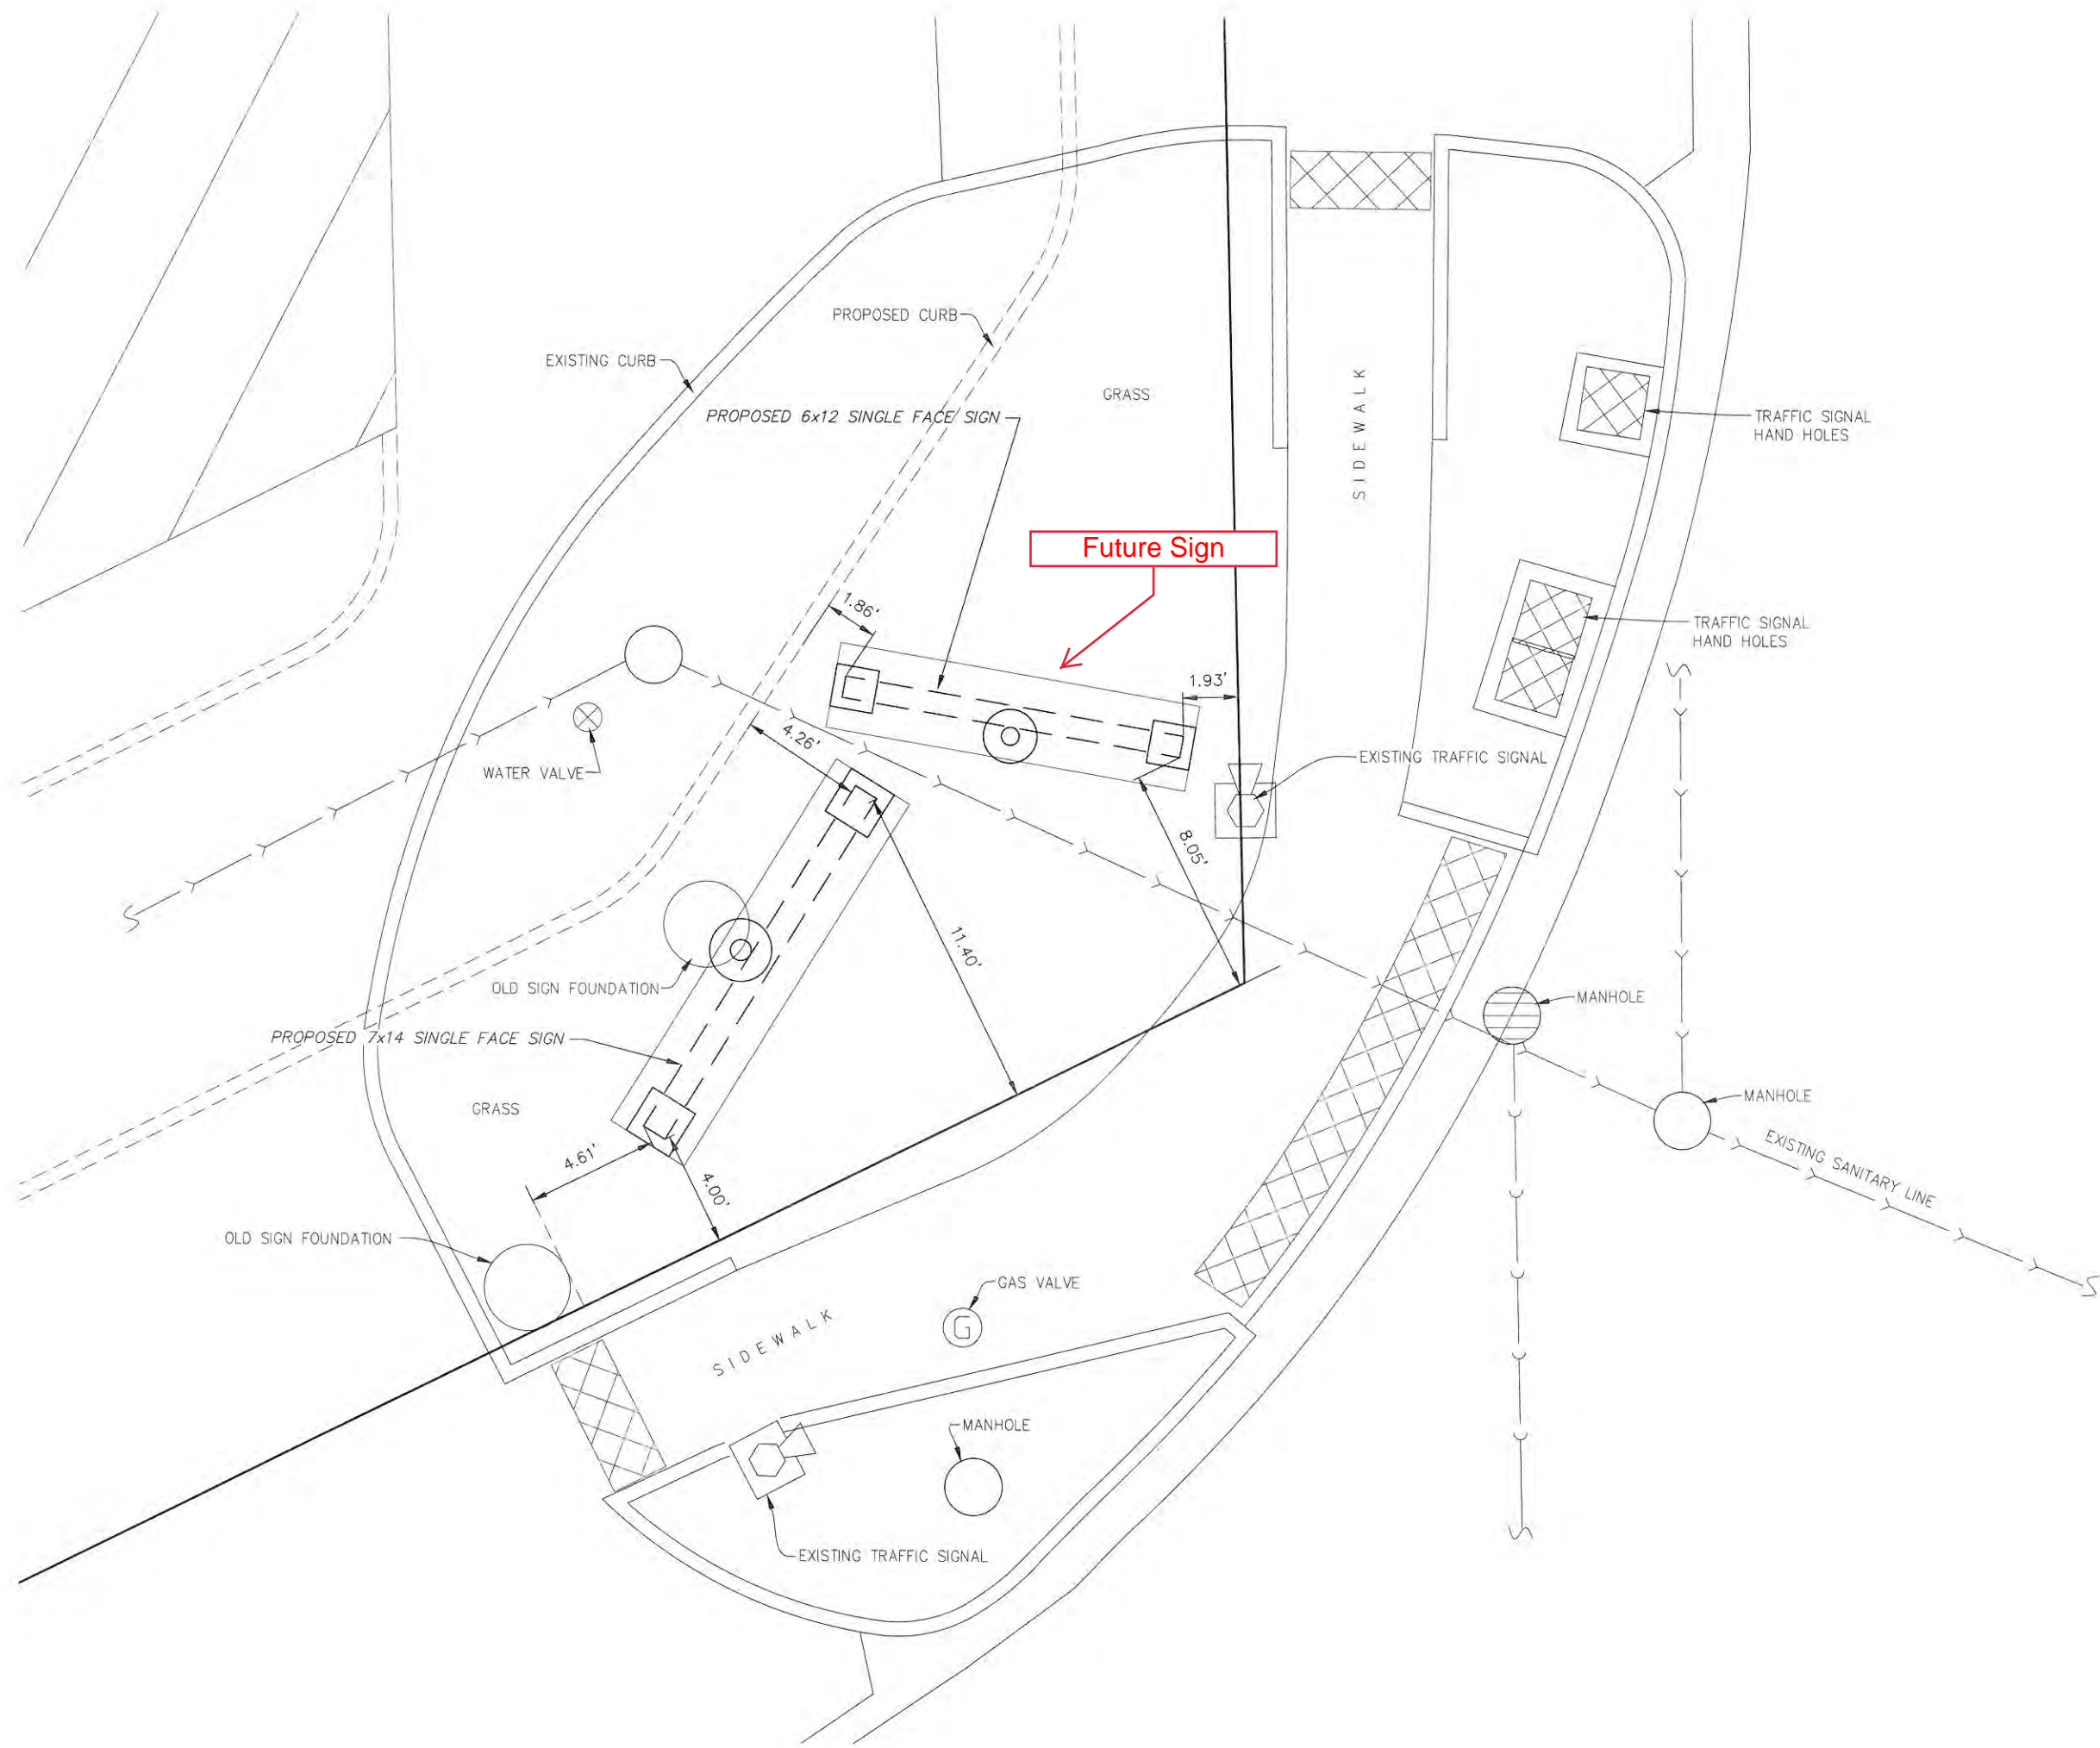 PROPOSED CURB
EXISTING CURB
GRASS
PROPOSED 6x12 SINGLE FACE SIGN
SIDEWALK
TRAFFIC SIGNAL
HAND HOLES
Future Sign
1.86'
TRAFFIC SIGNAL
HAND HOLES
1.93'
4.26'
WATER VALVE
EXISTING TRAFFIC SIGNAL
8.05'
11.40'
OLD SIGN FOUNDATION
MANHOLE
PROPOSED 7x14 SINGLE FACE SIGN
MANHOLE
GRASS
EXISTING SANITARY LINE
4.61'
4.00'
OLD SIGN FOUNDATION
GAS VALVE
G
SIDEWALK
MANHOLE
EXISTING TRAFFIC SIGNAL